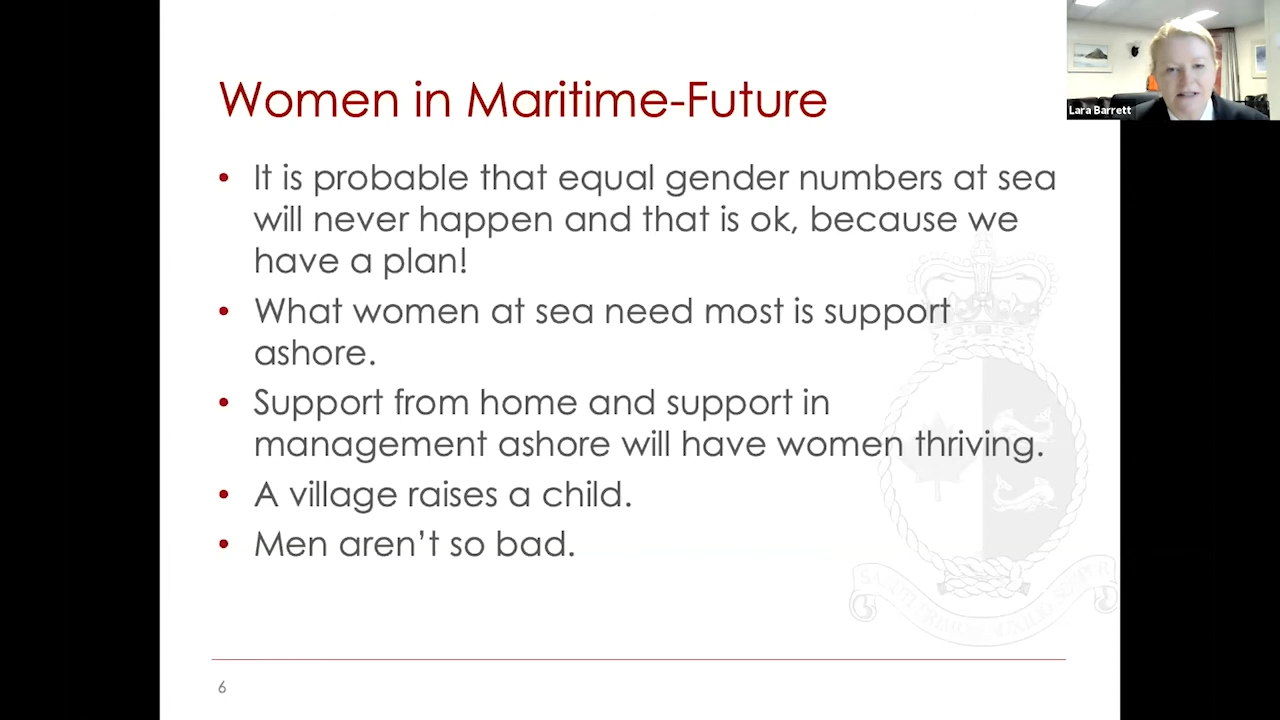 Women in Maritime-Future
Lara Barrett
• It is probable that equal gender numbers at sea
will never happen and that is ok, because we
have a plan!
• What women at sea need most is support
ashore.
• Support from home and support in
management ashore will have women thriving.
• A village raises a child.
• Men aren’t so bad.
6